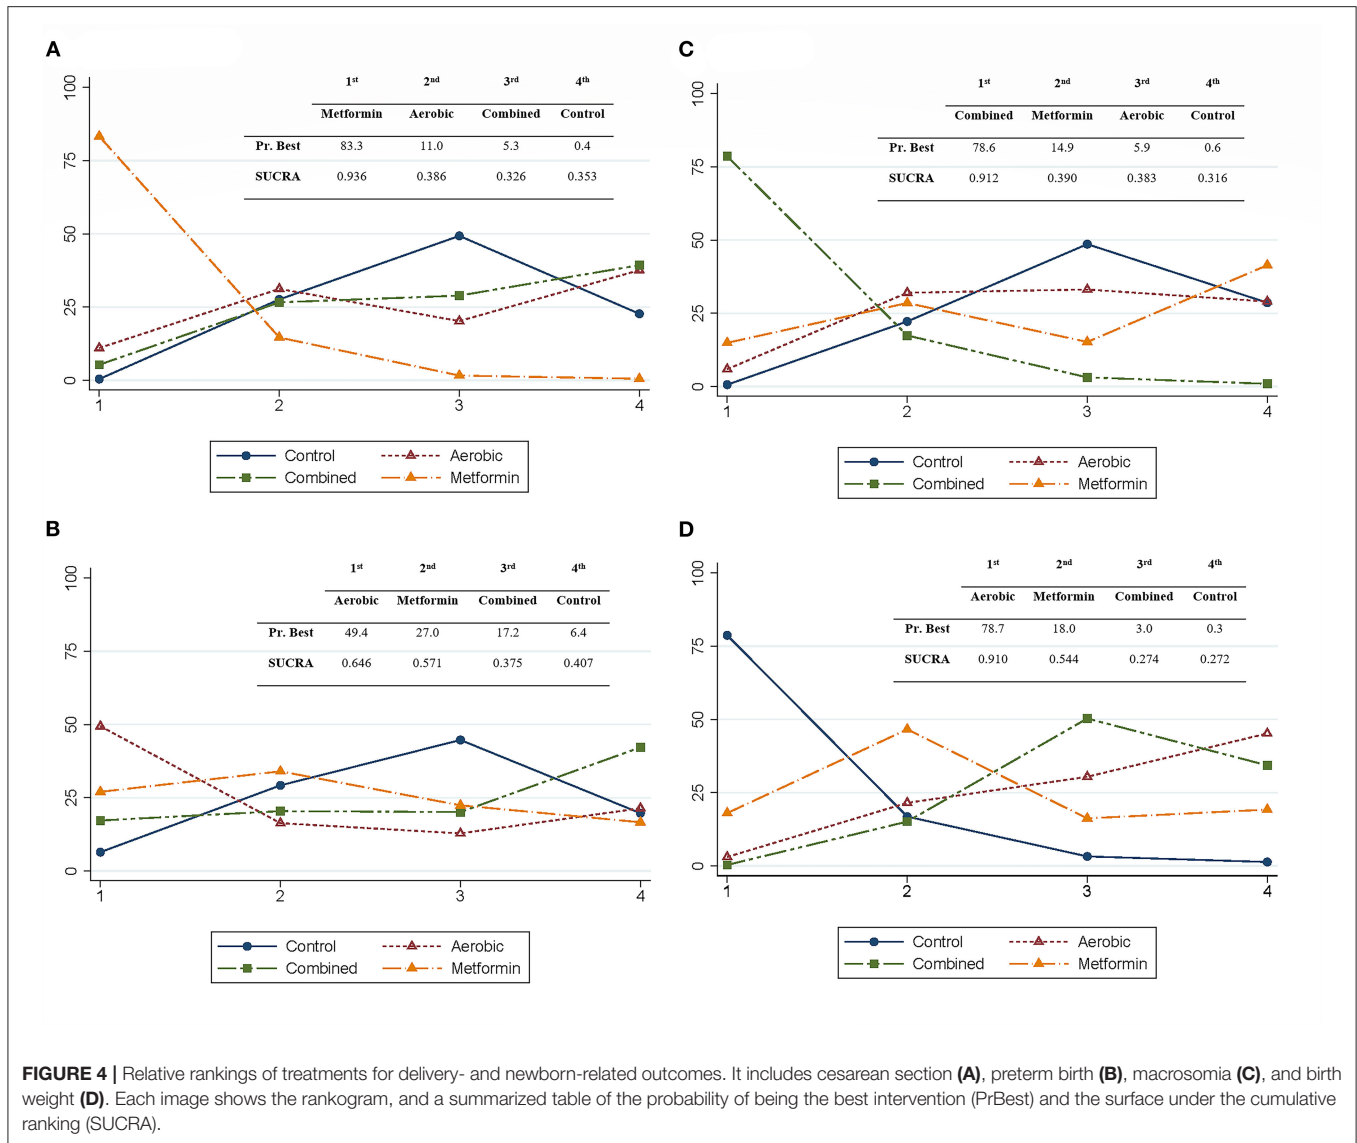 A
1st 2nd 3rd 4th
Metformin Aerobic Combined Control
Pr. Best 83.3 11.0 5.3 0.4
SUCRA 0.936 0.386 0.326 0.353
100
75
50
25
0
1 2 3 4
Control Aerobic
Combined Metformin
C
1st 2nd 3rd 4th
Combined Metformin Aerobic Control
Pr. Best 78.6 14.9 5.9 0.6
SUCRA 0.912 0.390 0.383 0.316
100
75
50
25
0
1 2 3 4
Control Aerobic
Combined Metformin
B
1st 2nd 3rd 4th
Aerobic Metformin Combined Control
Pr. Best 49.4 27.0 17.2 6.4
SUCRA 0.646 0.571 0.375 0.407
100
75
50
25
0
1 2 3 4
Control Aerobic
Combined Metformin
D
1st 2nd 3rd 4th
Aerobic Metformin Combined Control
Pr. Best 78.7 18.0 3.0 0.3
SUCRA 0.910 0.544 0.274 0.272
100
75
50
25
0
1 2 3 4
Control Aerobic
Combined Metformin
FIGURE 4 | Relative rankings of treatments for delivery- and newborn-related outcomes. It includes cesarean section (A), preterm birth (B), macrosomia (C), and birth
weight (D). Each image shows the rankogram, and a summarized table of the probability of being the best intervention (PrBest) and the surface under the cumulative
ranking (SUCRA).